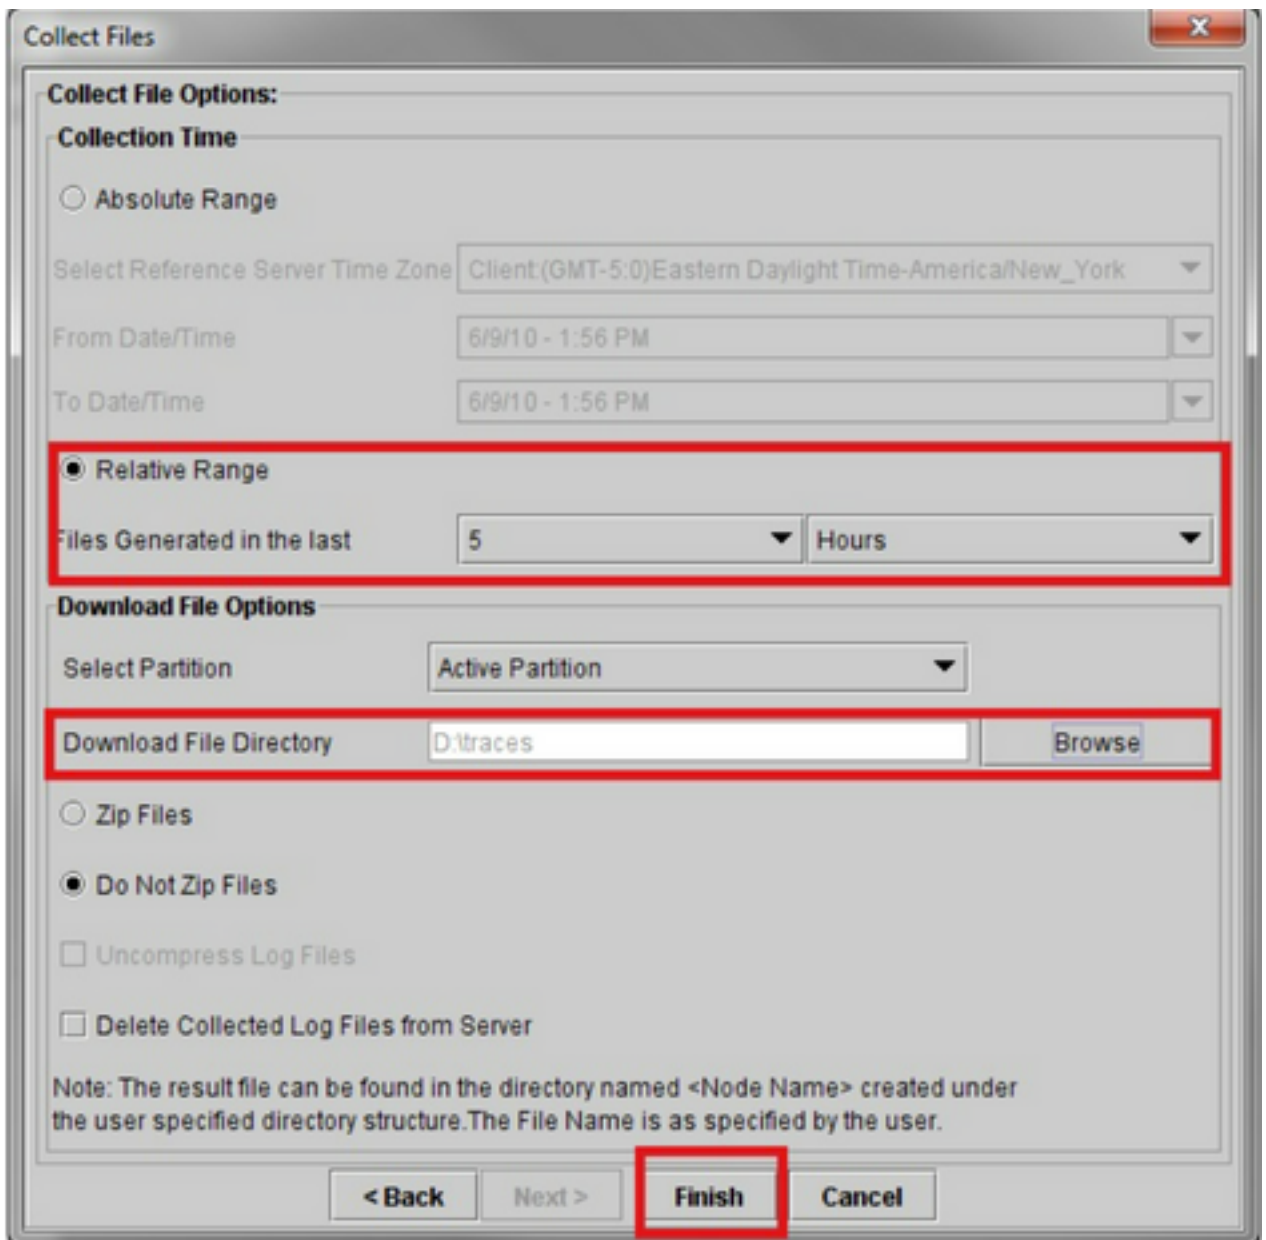 Collect Files
Collect File Options:
Collection Time
Absolute Range
Select Reference Server Time Zone Client:(GMT-5:0)Eastern Daylight Time-America/New_York
From Date/Time 6/9/10 - 1:56 PM
To Date/Time 6/9/10 - 1:56 PM
Relative Range
Files Generated in the last 5 Hours
Download File Options
Select Partition Active Partition
Download File Directory D:\traces Browse
Zip Files
Do Not Zip Files
Uncompress Log Files
Delete Collected Log Files from Server
Note: The result file can be found in the directory named <Node Name> created under
the user specified directory structure.The File Name is as specified by the user.
< Back Next > Finish Cancel